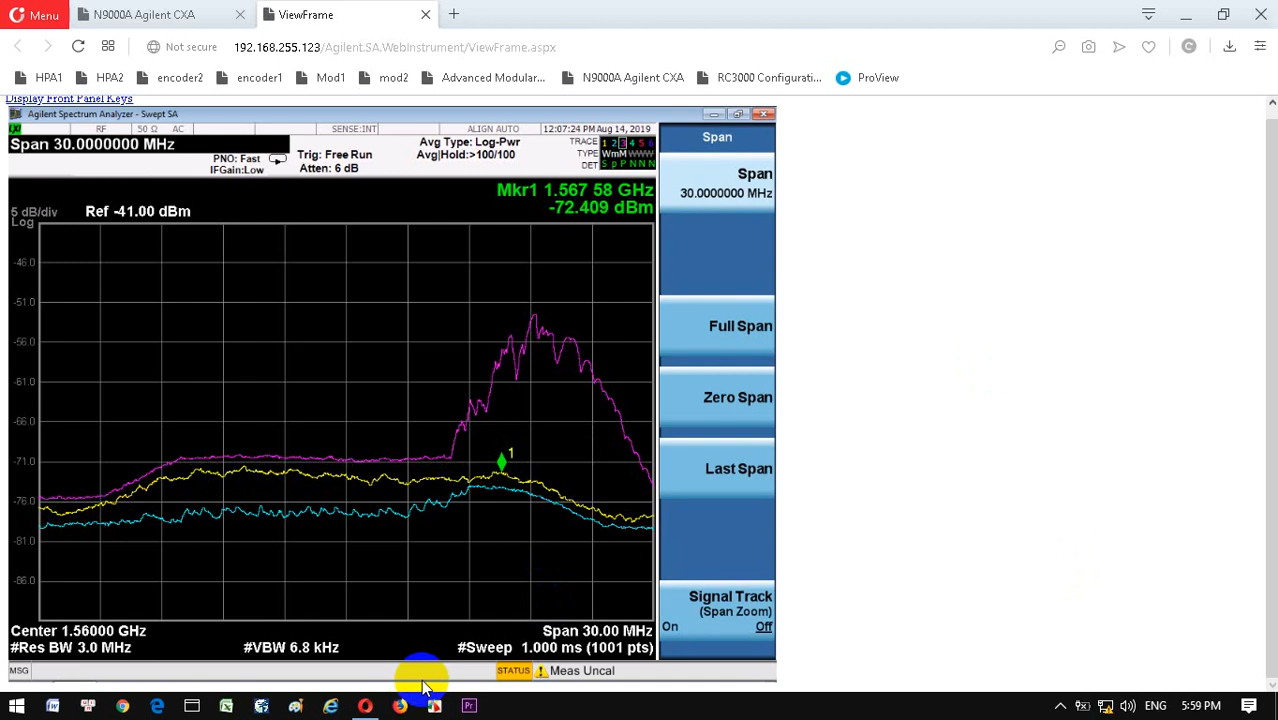 Menu
N9000A Agilent CXA
ViewFrame
Not secure
192.168.255.123/Agilent.SA.WebInstrument/ViewFrame.aspx
HPA1
HPA2
encoder2
encoder1
Mod1
mod2
Advanced Modular...
N9000A Agilent CXA
RC3000 Configurati...
ProView
Display Front Panel Keys
Agilent Spectrum Analyzer - Swept SA
RF
50 Ω
AC
SENSE:INT
ALIGN AUTO
12:07:24 PM Aug 14, 2019
Span 30.0000000 MHz
PNO: Fast
IFGain:Low
Trig: Free Run
Atten: 6 dB
Avg Type: Log-Pwr
Avg|Hold:>100/100
TRACE 1 2 3 4 5 6
TYPE
DET S p P N N N
Mkr1 1.567 58 GHz
-72.409 dBm
5 dB/div
Log
Ref -41.00 dBm
-46.0
-51.0
-56.0
-61.0
-66.0
-71.0
-76.0
-81.0
-86.0
1
Center 1.56000 GHz
Span 30.00 MHz
#Res BW 3.0 MHz
#VBW 6.8 kHz
#Sweep 1.000 ms (1001 pts)
MSG
STATUS
Meas Uncal
Span
Span
30.0000000 MHz
Full Span
Zero Span
Last Span
Signal Track
(Span Zoom)
On
Off
Pr
ENG
5:59 PM